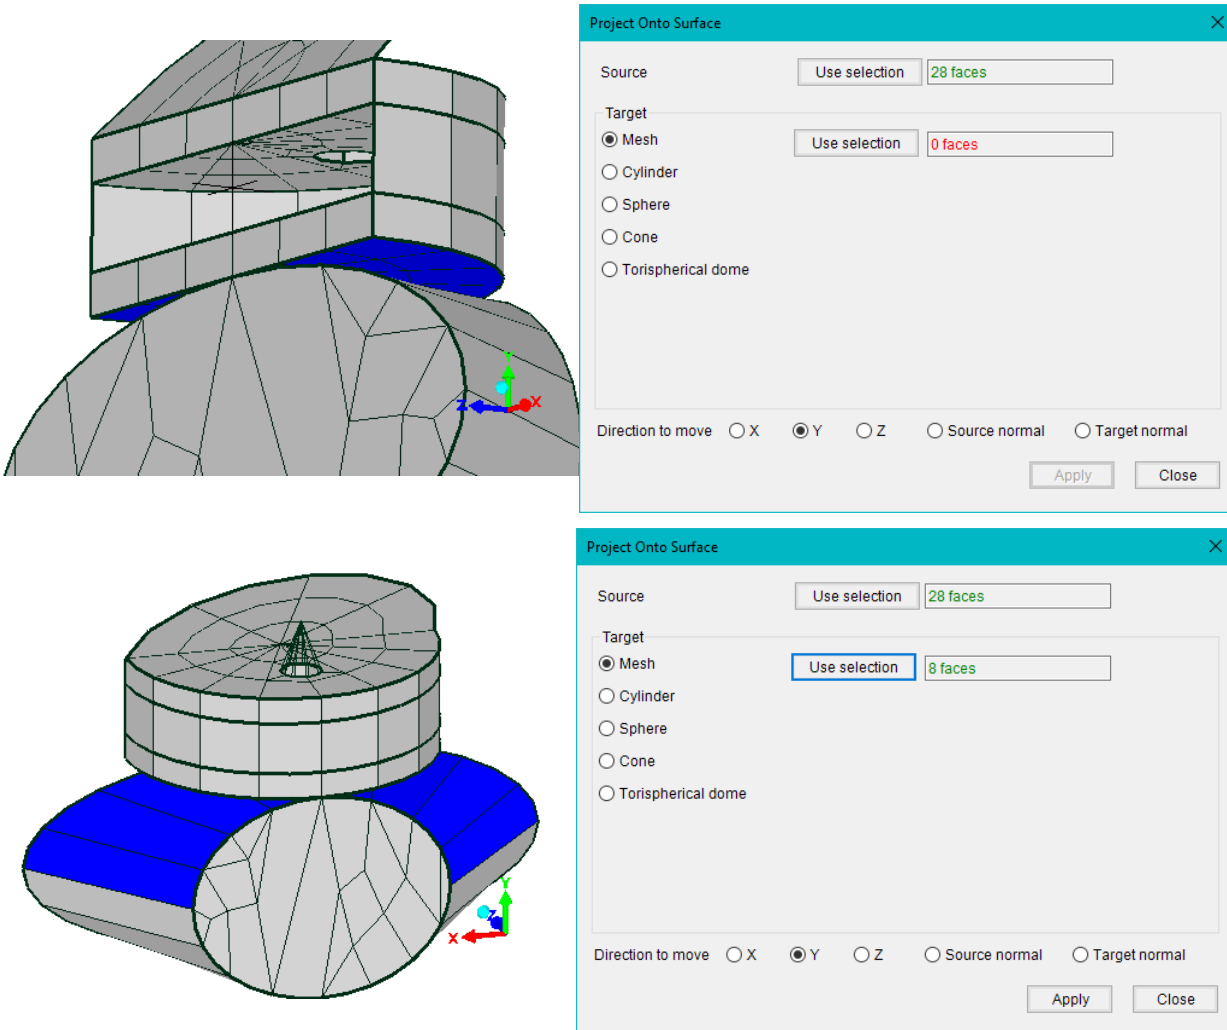 Project Onto Surface
Source Use selection 28 faces
Target
Mesh Use selection 0 faces
Cylinder
Sphere
Cone
Torispherical dome
Direction to move X Y Z Source normal Target normal
Apply Close
Y
Z X
Project Onto Surface
Source Use selection 28 faces
Target
Mesh Use selection 8 faces
Cylinder
Sphere
Cone
Torispherical dome
Direction to move X Y Z Source normal Target normal
Apply Close
Y
Z
X